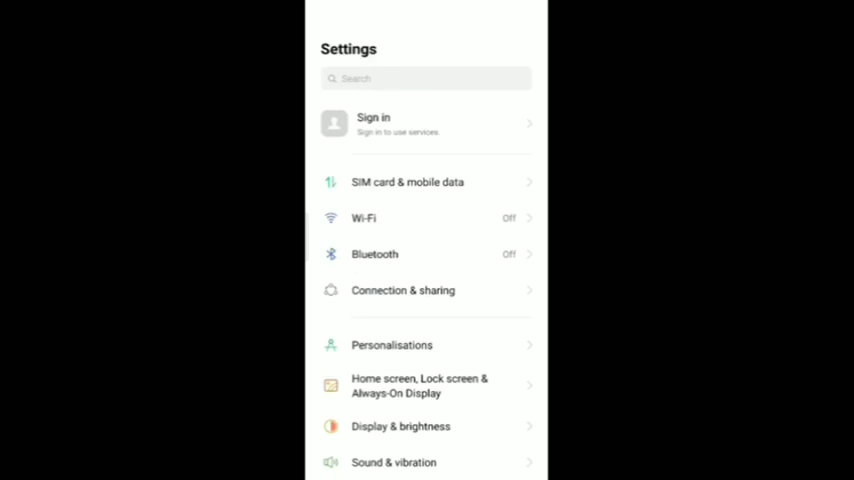 Settings
Search
Sign in
Sign in to use services.
SIM card & mobile data
Wi-Fi Off
Bluetooth Off
Connection & sharing
Personalisations
Home screen, Lock screen &
Always-On Display
Display & brightness
Sound & vibration